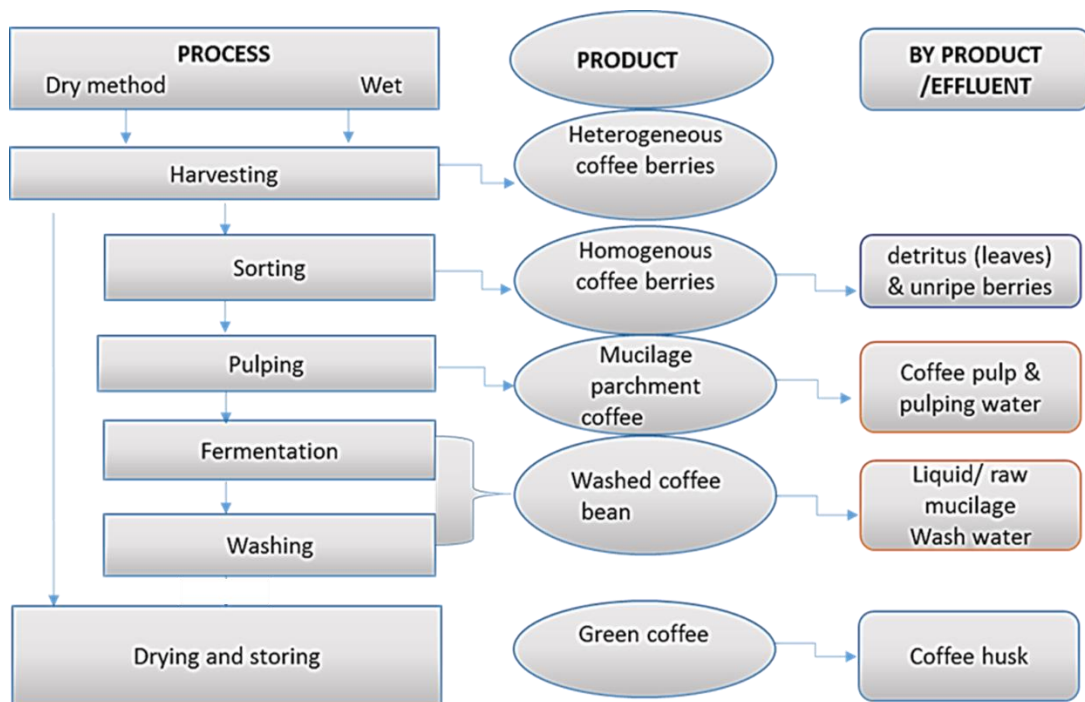 PROCESS
Dry method
Wet
PRODUCT
BY PRODUCT
/EFFLUENT
Harvesting
Heterogeneous
coffee berries
Sorting
Homogenous
coffee berries
detritus (leaves)
& unripe berries
Pulping
Mucilage
parchment
coffee
Coffee pulp &
pulping water
Fermentation
Washing
Washed coffee
bean
Liquid/ raw
mucilage
Wash water
Drying and storing
Green coffee
Coffee husk